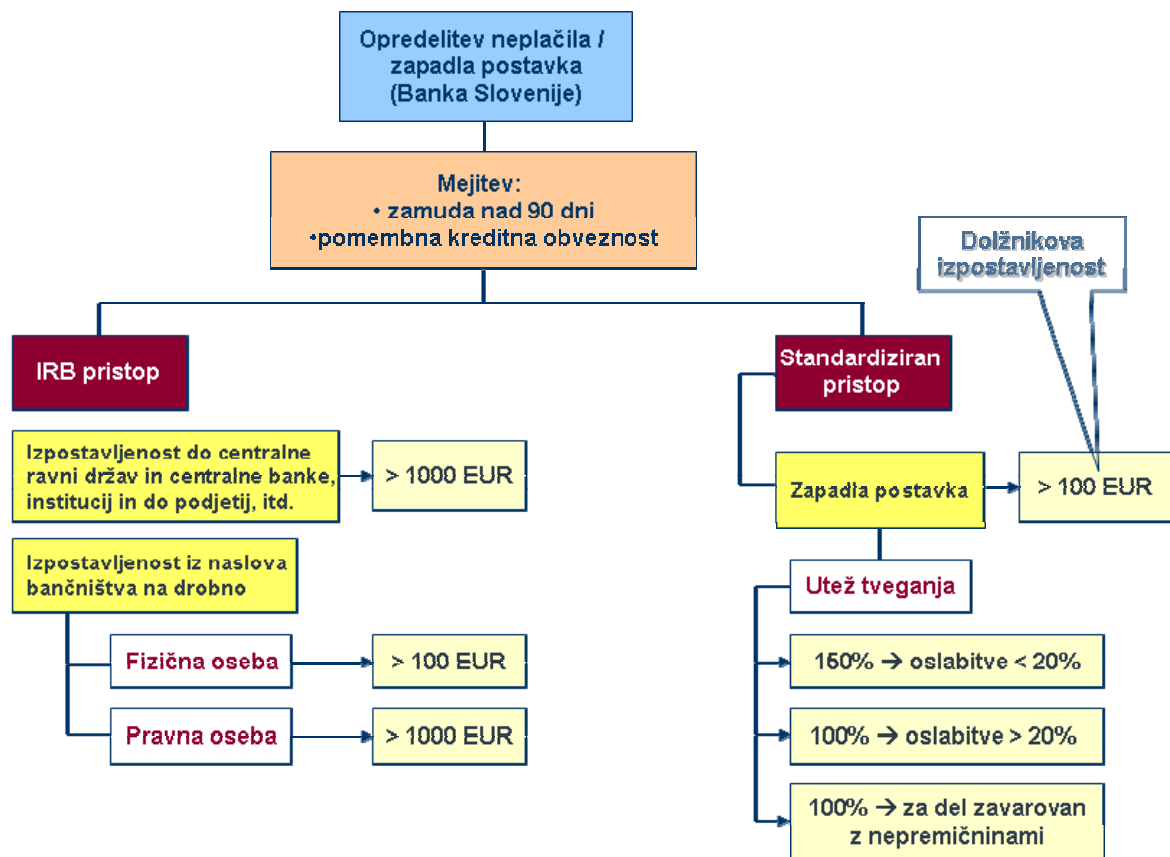 Opredelitev neplačila /
zapadla postavka
(Banka Slovenije)
Mejitev:
• zamuda nad 90 dni
•pomembna kreditna obveznost
Dolžnikova
izpostavljenost
IRB pristop
Standardiziran
pristop
Izpostavljenost do centralne
ravni držav in centralne banke,
institucij in do podjetij, itd.
> 1000 EUR
Zapadla postavka
> 100 EUR
Izpostavljenost iz naslova
bančništva na drobno
Utež tveganja
Fizična oseba
> 100 EUR
150% → oslabitve < 20%
Pravna oseba
> 1000 EUR
100% → oslabitve > 20%
100% → za del zavarovan
z nepremičninami